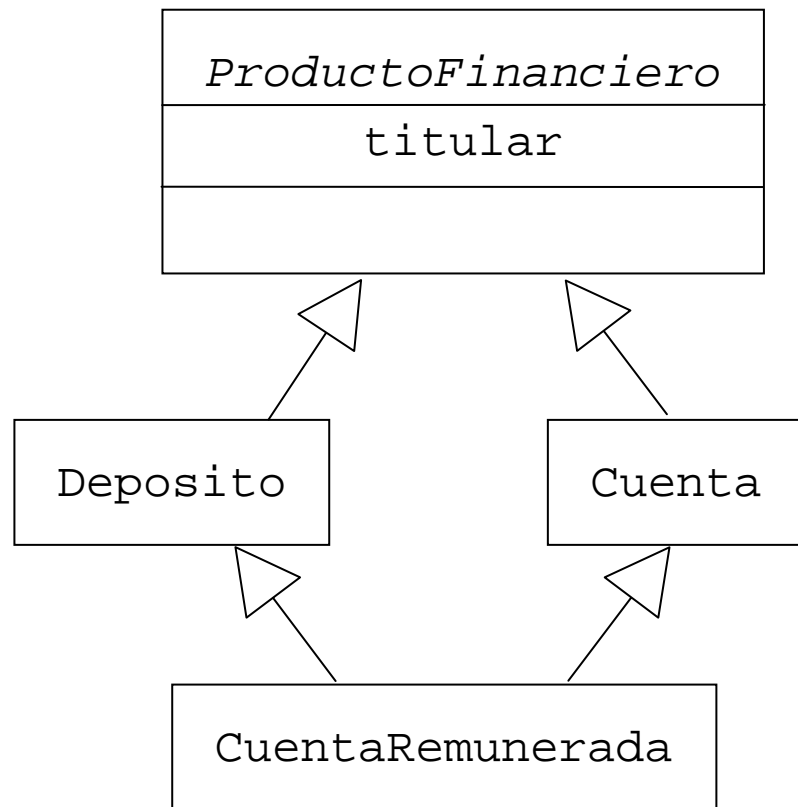 ProductoFinanciero
titular
Deposito
Cuenta
CuentaRemunerada